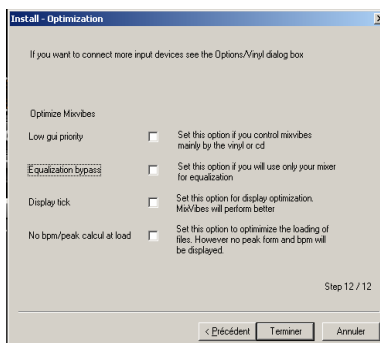 Install - Optimization
If you want to connect more input devices see the Options/Vinyl dialog box
Optimize Mixvibes
Low gui priority
Set this option if you control mixvibes
mainly by the vinyl or cd
Equalization bypass
Set this option if you will use only your mixer
for equalization
Display tick
Set this option for display optimization.
MixVibes will perform better
No bpm/peak calcul at load
Set this option to optimimize the loading of
files. However no peak form and bpm will
be displayed.
Step 12 / 12
< Précédent
Terminer
Annuler